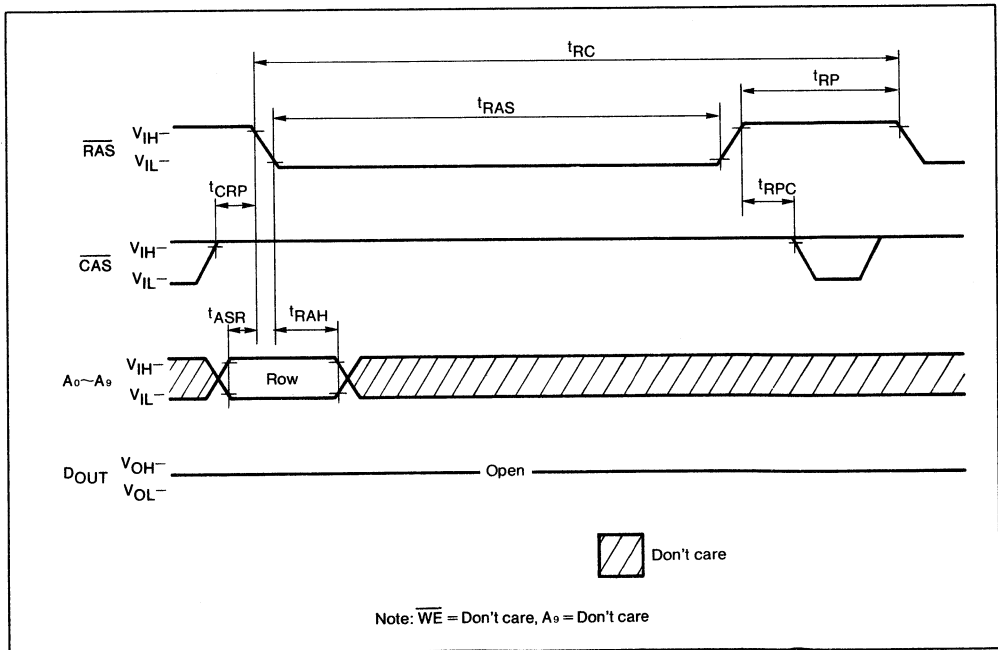 tRC
tRP
tRAS
RAS
VIH
VIL
tCRP
tRPC
CAS
VIH
VIL
tASR
tRAH
A0~A9
VIH
VIL
Row
DOUT
VOH
VOL
Open
Don't care
Note: WE = Don't care, A9 = Don't care